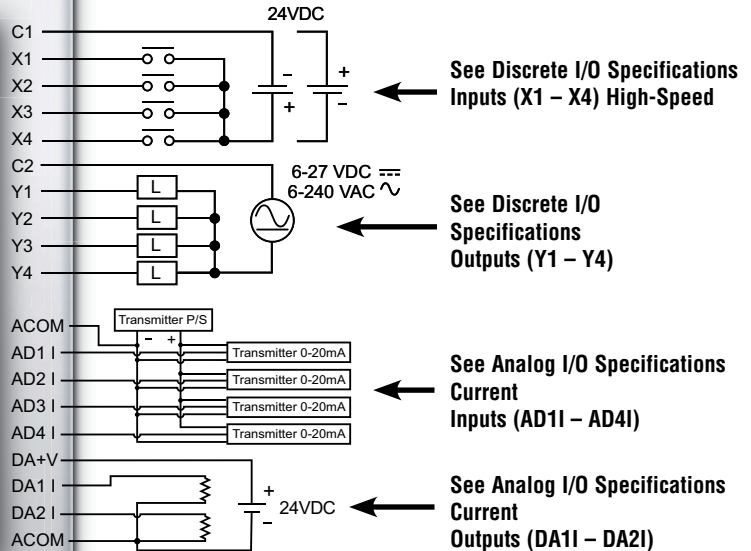 24VDC
C1
X1
X2
X3
X4
– +
+ –
See Discrete I/O Specifications
Inputs (X1 – X4) High-Speed
C2
Y1
Y2
Y3
Y4
L
L
L
L
6-27 VDC
6-240 VAC
See Discrete I/O
Specifications
Outputs (Y1 – Y4)
ACOM
AD1 I
AD2 I
AD3 I
AD4 I
Transmitter P/S
– +
Transmitter 0-20mA
Transmitter 0-20mA
Transmitter 0-20mA
Transmitter 0-20mA
See Analog I/O Specifications
Current
Inputs (AD1I – AD4I)
DA+V
DA1 I
DA2 I
ACOM
+
24VDC
–
See Analog I/O Specifications
Current
Outputs (DA1I – DA2I)